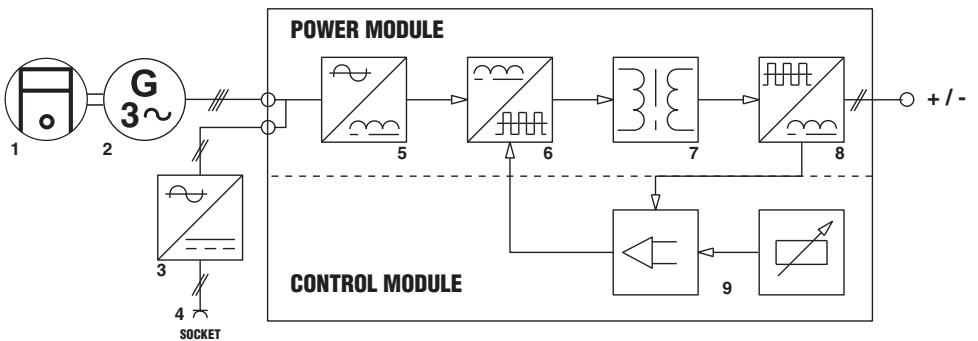 POWER MODULE
G
3~
+ / -
1
2
5
6
7
8
3
CONTROL MODULE
9
4
SOCKET